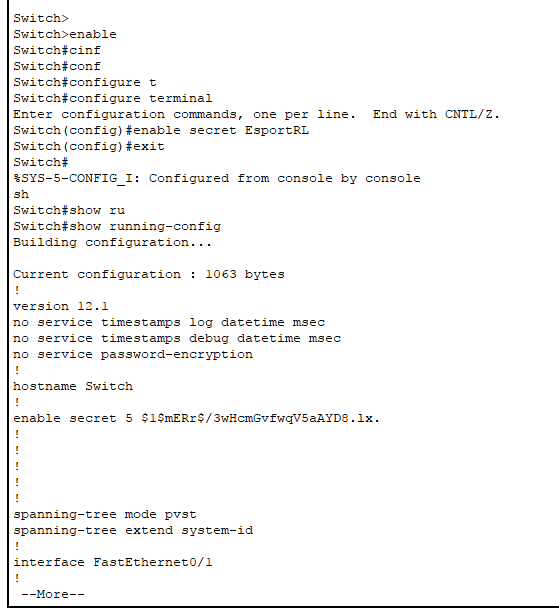 Switch>
Switch>enable
Switch#cinf
Switch#conf
Switch#configure t
Switch#configure terminal
Enter configuration commands, one per line.  End with CNTL/Z.
Switch(config)#enable secret EsportRL
Switch(config)#exit
Switch#
%SYS-5-CONFIG_I: Configured from console by console
sh
Switch#show ru
Switch#show running-config
Building configuration...

Current configuration : 1063 bytes
!
version 12.1
no service timestamps log datetime msec
no service timestamps debug datetime msec
no service password-encryption
!
hostname Switch
!
enable secret 5 $1$mERr$/3wHcmGvfwqV5aAYD8.lx.
!
!
!
!
!
spanning-tree mode pvst
spanning-tree extend system-id
!
interface FastEthernet0/1
!
 --More--